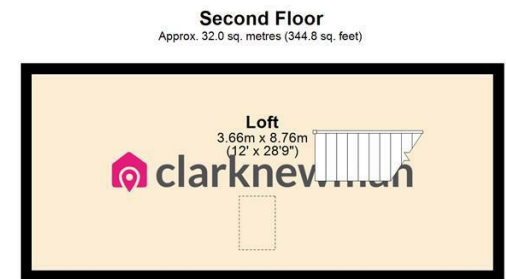 Second Floor
Approx. 32.0 sq. metres (344.8 sq. feet)
Loft
3.66m x 8.76m
(12' x 28'9")
clarknewman